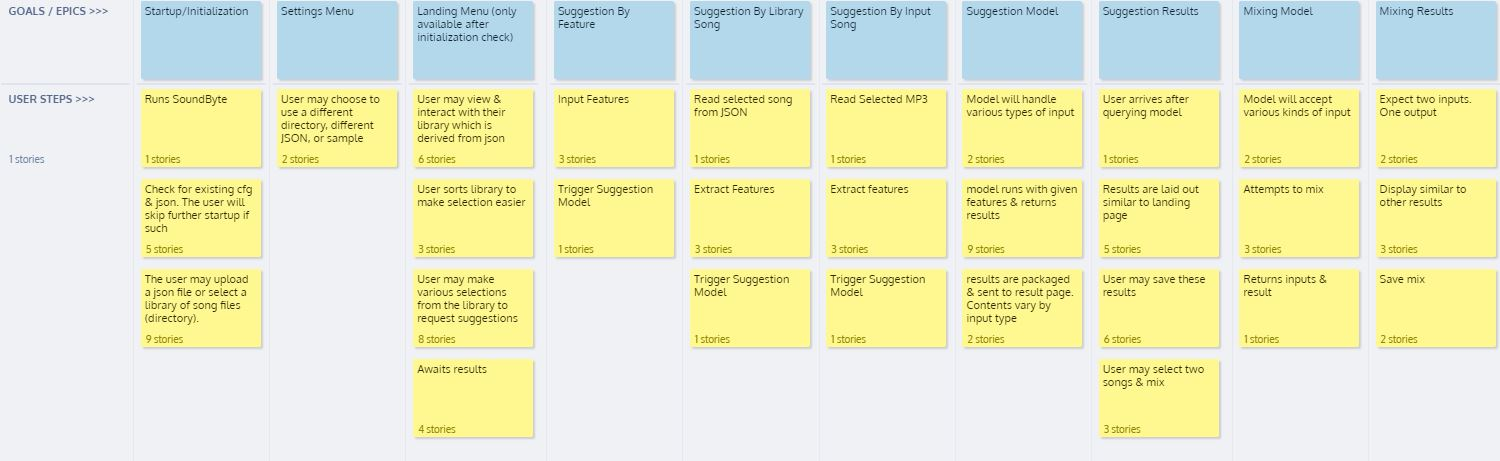 GOALS / EPICS >>>
Startup/Initialization
Settings Menu
Landing Menu (only
available after
initialization check)
Suggestion By
Feature
Suggestion By Library
Song
Suggestion By Input
Song
Suggestion Model
Suggestion Results
Mixing Model
Mixing Results
USER STEPS >>>
1 stories
Runs SoundByte
1 stories
User may choose to
use a different
directory, different
JSON, or sample
2 stories
User may view &
interact with their
library which is
derived from json
6 stories
Input Features
3 stories
Read selected song
from JSON
1 stories
Read Selected MP3
1 stories
Model will handle
various types of input
2 stories
User arrives after
querying model
1 stories
Model will accept
various kinds of input
2 stories
Expect two inputs.
One output
2 stories
Check for existing cfg
& json. The user will
skip further startup if
such
5 stories
User sorts library to
make selection easier
3 stories
Trigger Suggestion
Model
1 stories
Extract Features
3 stories
Extract features
3 stories
model runs with given
features & returns
results
9 stories
Results are laid out
similar to landing
page
5 stories
Attempts to mix
3 stories
Display similar to
other results
3 stories
The user may upload
a json file or select a
library of song files
(directory).
9 stories
User may make
various selections
from the library to
request suggestions
8 stories
Trigger Suggestion
Model
1 stories
Trigger Suggestion
Model
1 stories
results are packaged
& sent to result page.
Contents vary by
input type
2 stories
User may save these
results
6 stories
Returns inputs &
result
1 stories
Save mix
2 stories
Awaits results
4 stories
User may select two
songs & mix
3 stories